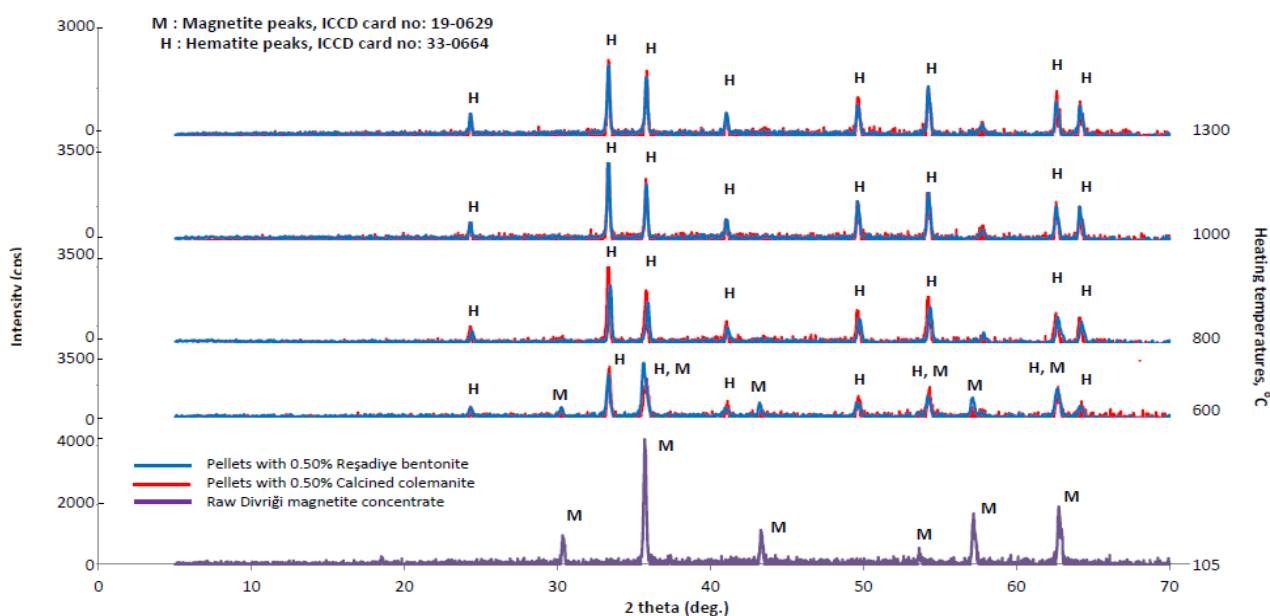 M : Magnetite peaks, ICCD card no: 19-0629
H : Hematite peaks, ICCD card no: 33-0664
3000
0
H H H H H H H H
1300
3500
0
H H H H H H H H
1000
3500
0
H H H H H H H H
800
3500
0
H M H H, M H M H H, M M H, M H
600
4000
2000
0
M M M M M M
105
Pellets with 0.50% Reşadiye bentonite
Pellets with 0.50% Calcined colemanite
Raw Divriği magnetite concentrate
0 10 20 30 40 50 60 70
2 theta (deg.)
Intensity (cps)
Heating temperatures, °C